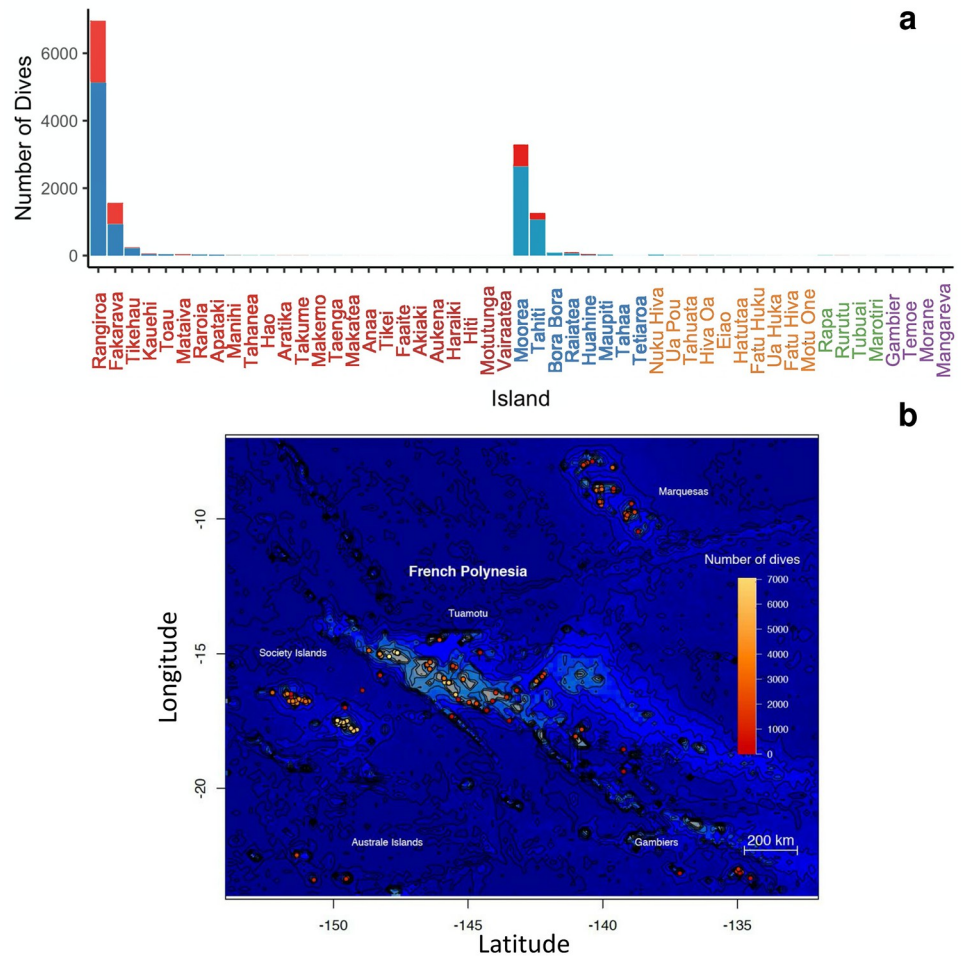 a
Number of Dives
6000
4000
2000
0
Rangiroa
Fakarava
Tikehau
Kauehi
Toau
Mataiva
Raroia
Apataki
Manihi
Tahanea
Hao
Aratika
Takume
Makemo
Taenga
Makatea
Anaa
Tikei
Faaite
Akiaki
Aukena
Haraiki
Hiti
Motutunga
Vairaatea
Moorea
Tahiti
Bora Bora
Raiatea
Huahine
Maupiti
Tahaa
Tetiaroa
Nuku Hiva
Ua Pou
Tahuata
Hiva Oa
Eiao
Hatuta
Fatu Huku
Ua Huka
Fatu Hiva
Motu One
Rapa
Rurutu
Tubuai
Marotiri
Gambier
Temoe
Morane
Mangareva
Island
b
Longitude
-10
-15
-20
Marquesas
Number of dives
7000
6000
5000
4000
3000
2000
1000
0
French Polynesia
Tuamotu
Society Islands
Australe Islands
Gambiers
200 km
-150
-145
-140
-135
Latitude